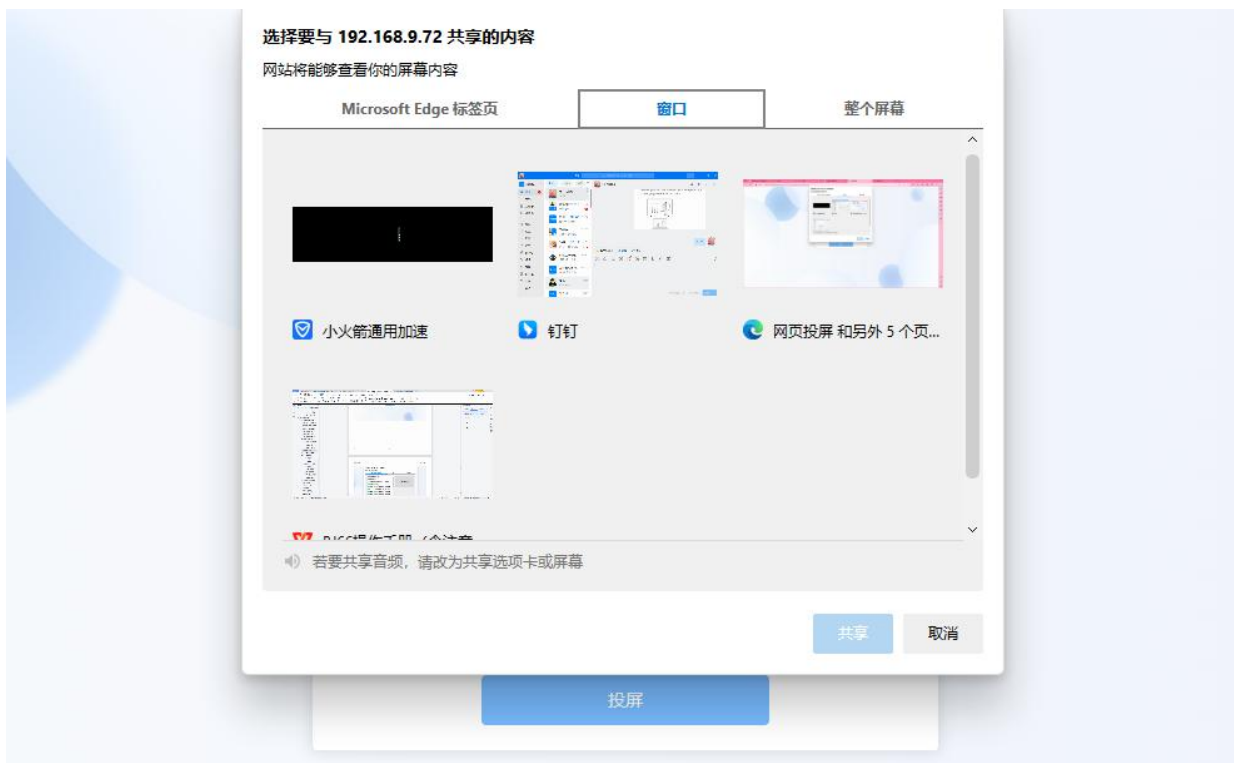 选择要与 192.168.9.72 共享的内容
网站将能够查看你的屏幕内容
Microsoft Edge 标签页
窗口
整个屏幕
小火箭通用加速
钉钉
网页投屏 和另外 5 个页...
若要共享音频，请改为共享选项卡或屏幕
共享
取消
投屏